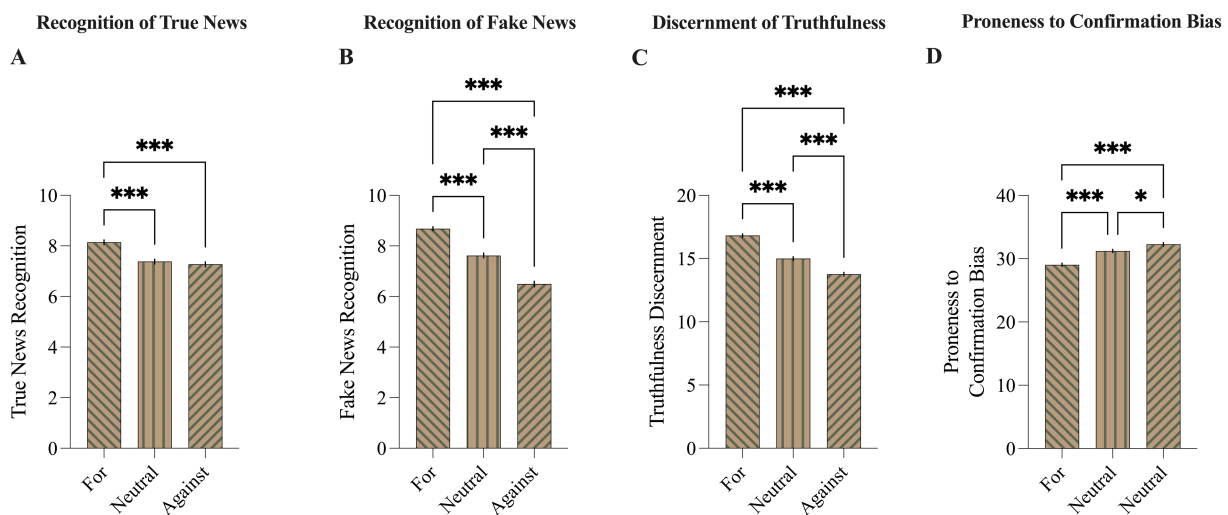 Recognition of True News
Recognition of Fake News
Discernment of Truthfulness
Proneness to Confirmation Bias
A
B
C
D
***
***
10
8
6
4
2
0
True News Recognition
For
Neutral
Against
***
***
***
10
8
6
4
2
0
Fake News Recognition
For
Neutral
Against
***
***
***
20
15
10
5
0
Truthfulness Discernment
For
Neutral
Against
***
***
*
40
30
20
10
0
Proneness to
Confirmation Bias
For
Neutral
Neutral